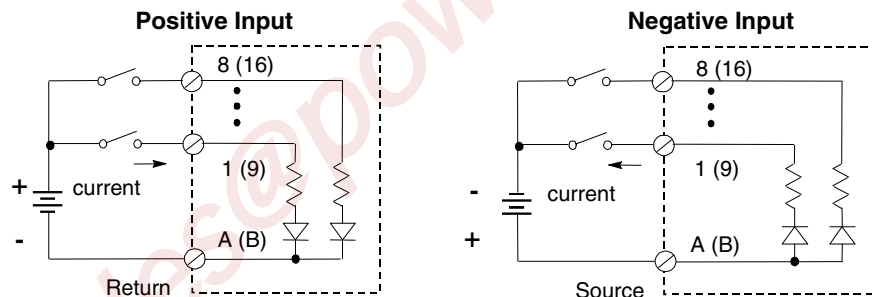 Positive Input
8 (16)
1 (9)
+
current
-
A (B)
Return
Negative Input
8 (16)
1 (9)
-
current
+
A (B)
Source